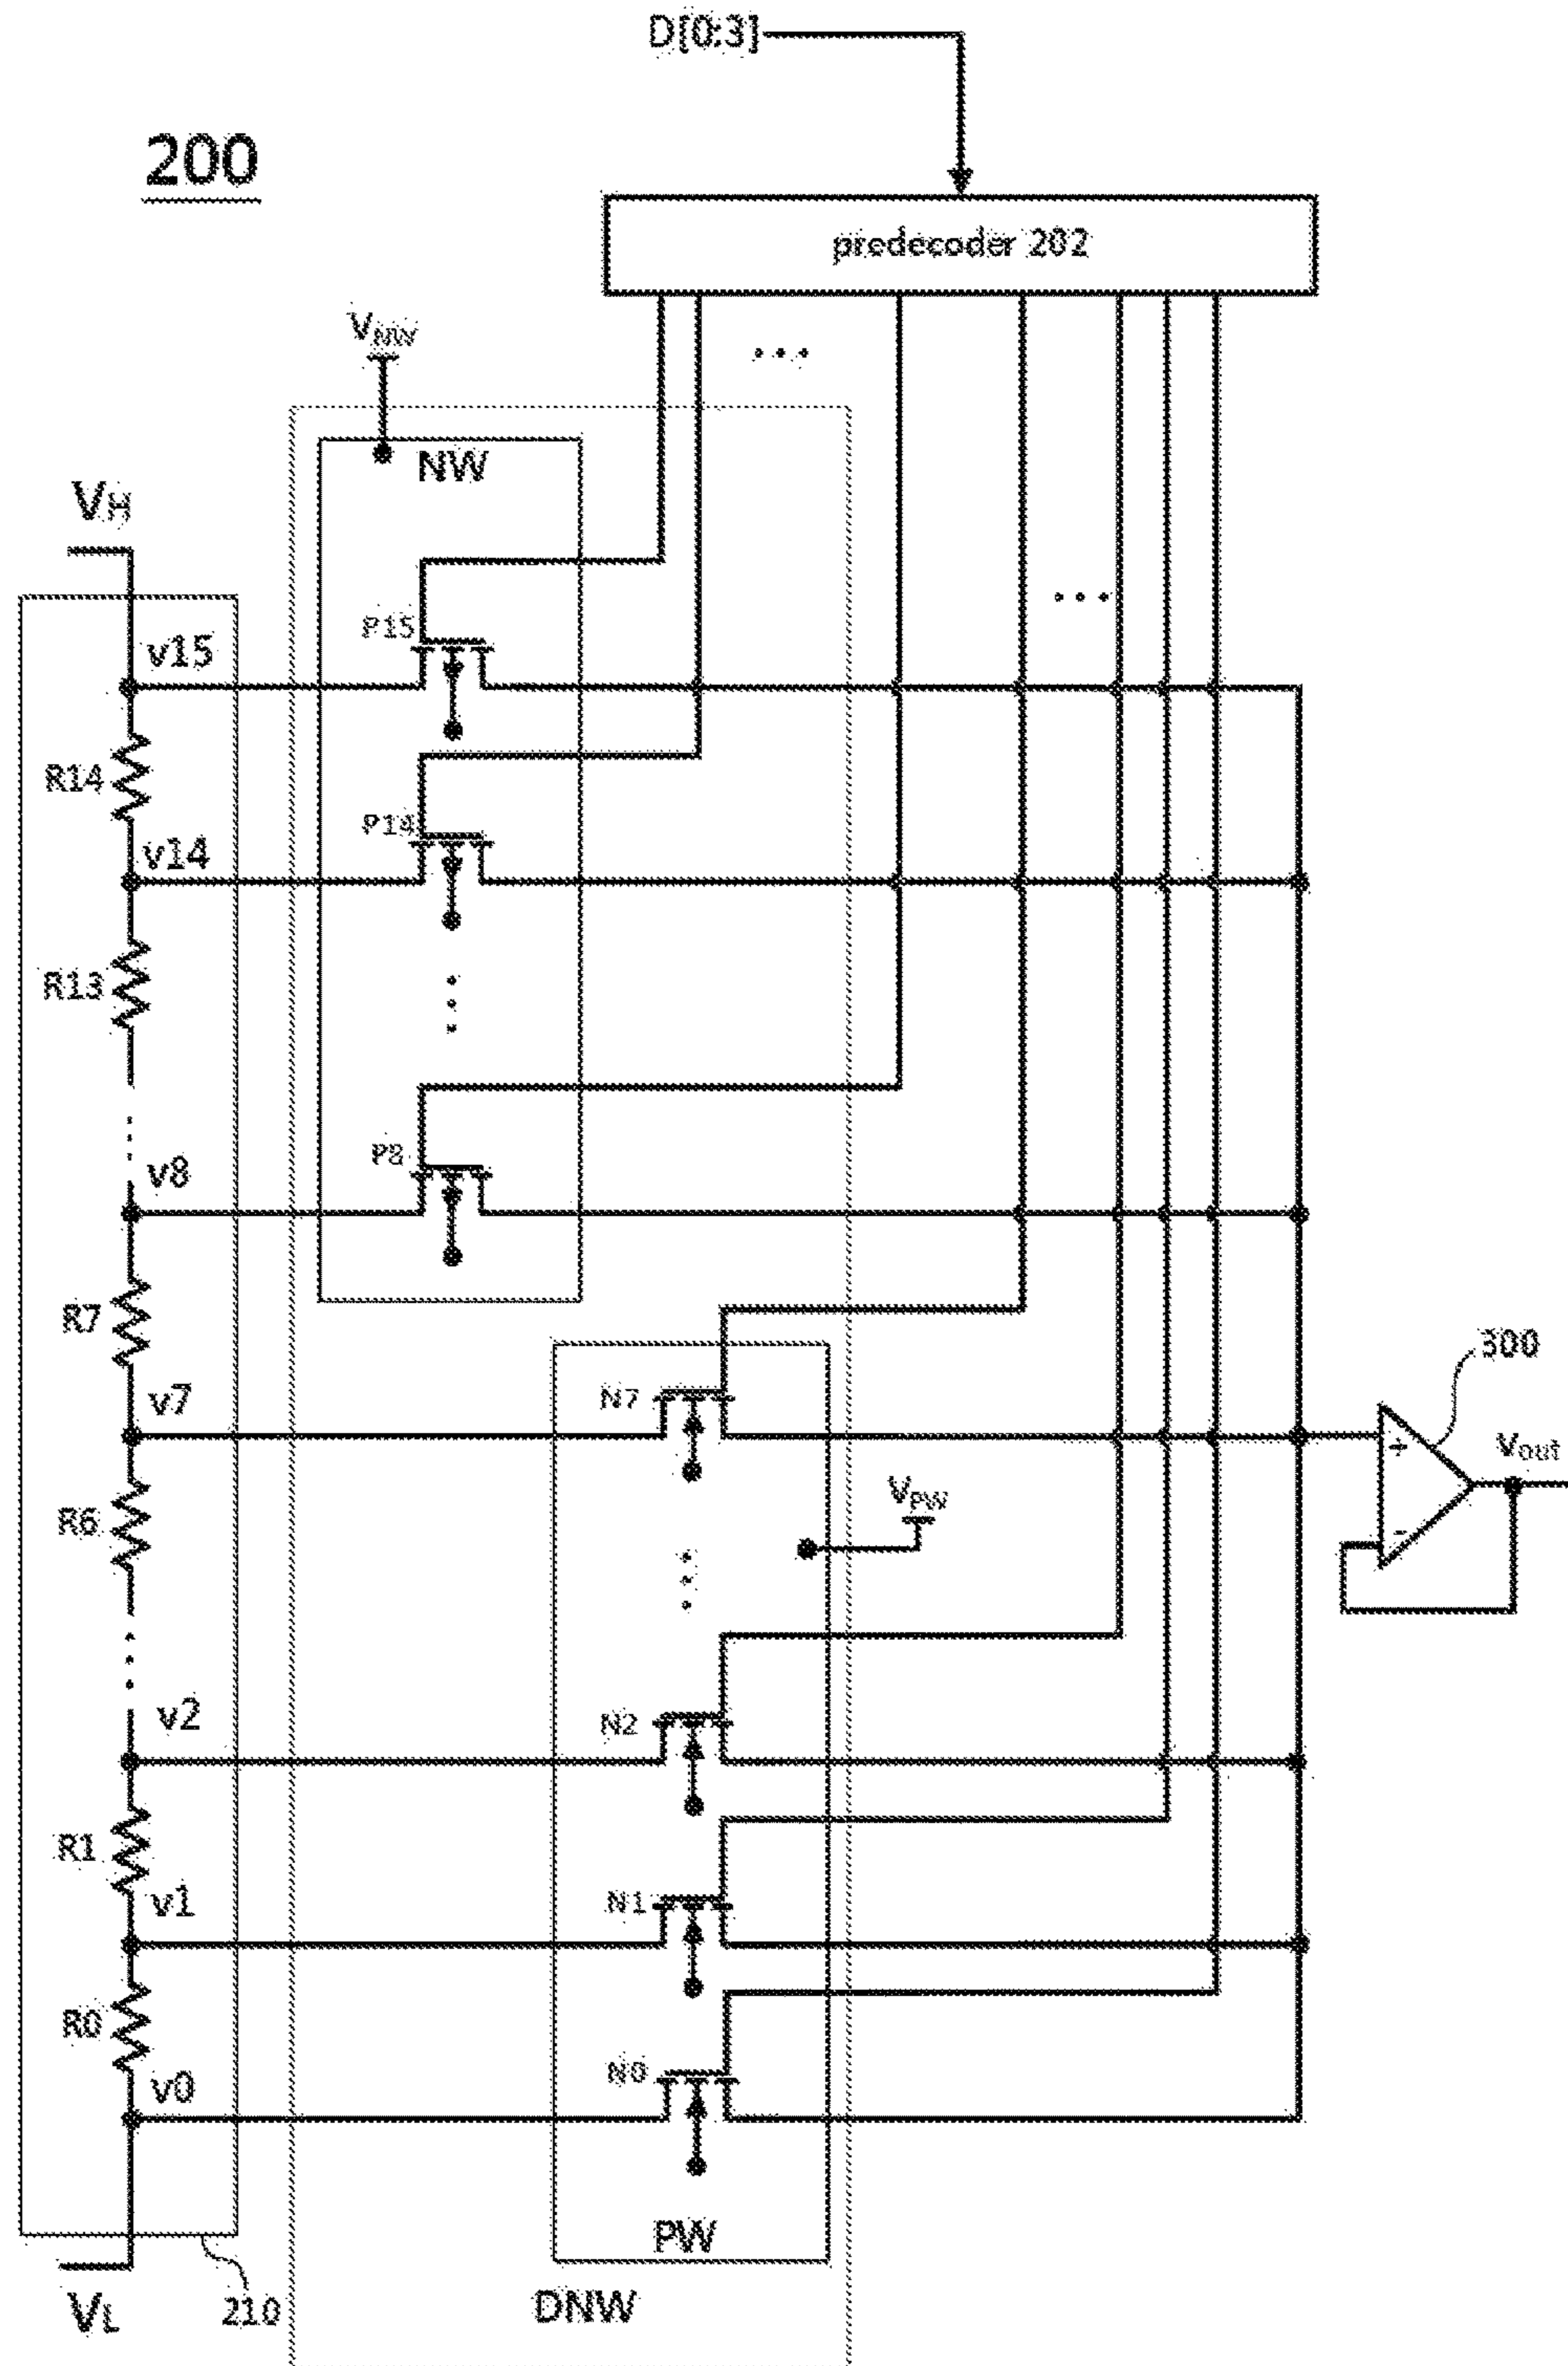 D[0:3]
200
predecoder 202
VNW
...
NW
VH
P15
...
v15
R14
P14
v14
R13
...
P8
v8
...
R7
N7
300
v7
+
Vout
VPW
R6
-
...
...
N2
v2
R1
N1
v1
R0
N0
v0
PW
DNW
VL
210